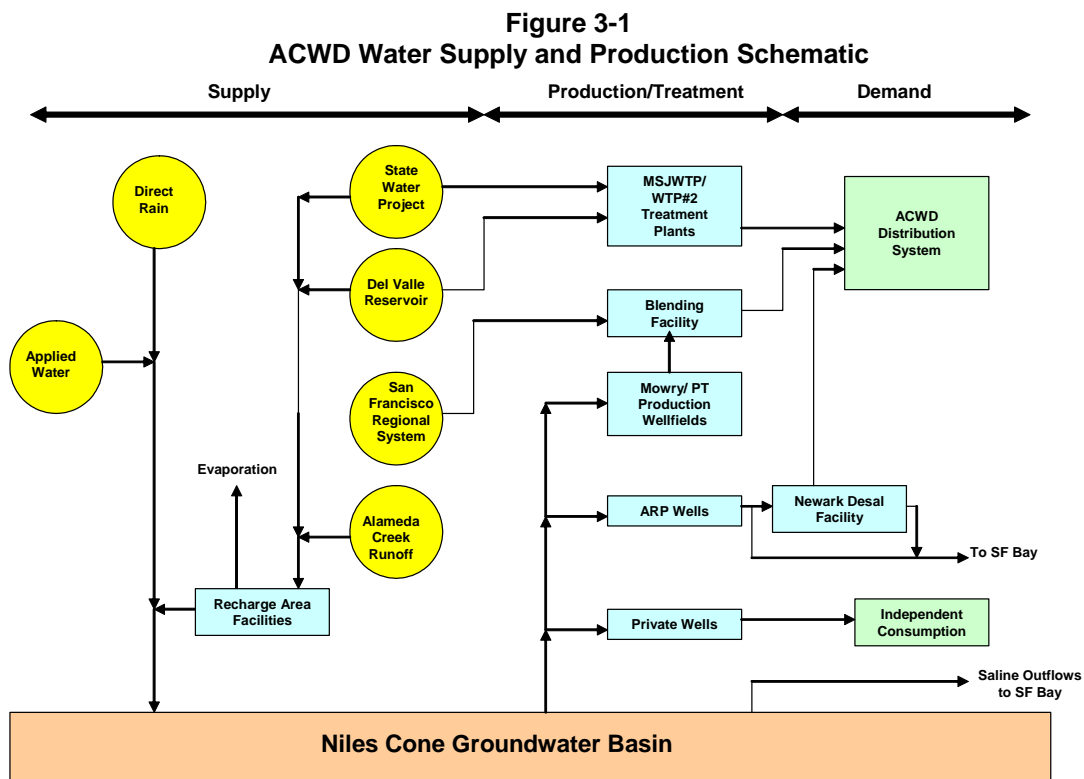 Figure 3-1
ACWD Water Supply and Production Schematic
Supply
Production/Treatment
Demand
Direct
Rain
State
Water
Project
MSJWTP/
WTP#2
Treatment
Plants
ACWD
Distribution
System
Del Valle
Reservoir
Blending
Facility
Applied
Water
San
Francisco
Regional
System
Mowry/ PT
Production
Wellfields
Evaporation
Alameda
Creek
Runoff
ARP Wells
Newark Desal
Facility
To SF Bay
Recharge Area
Facilities
Private Wells
Independent
Consumption
Saline Outflows
to SF Bay
Niles Cone Groundwater Basin